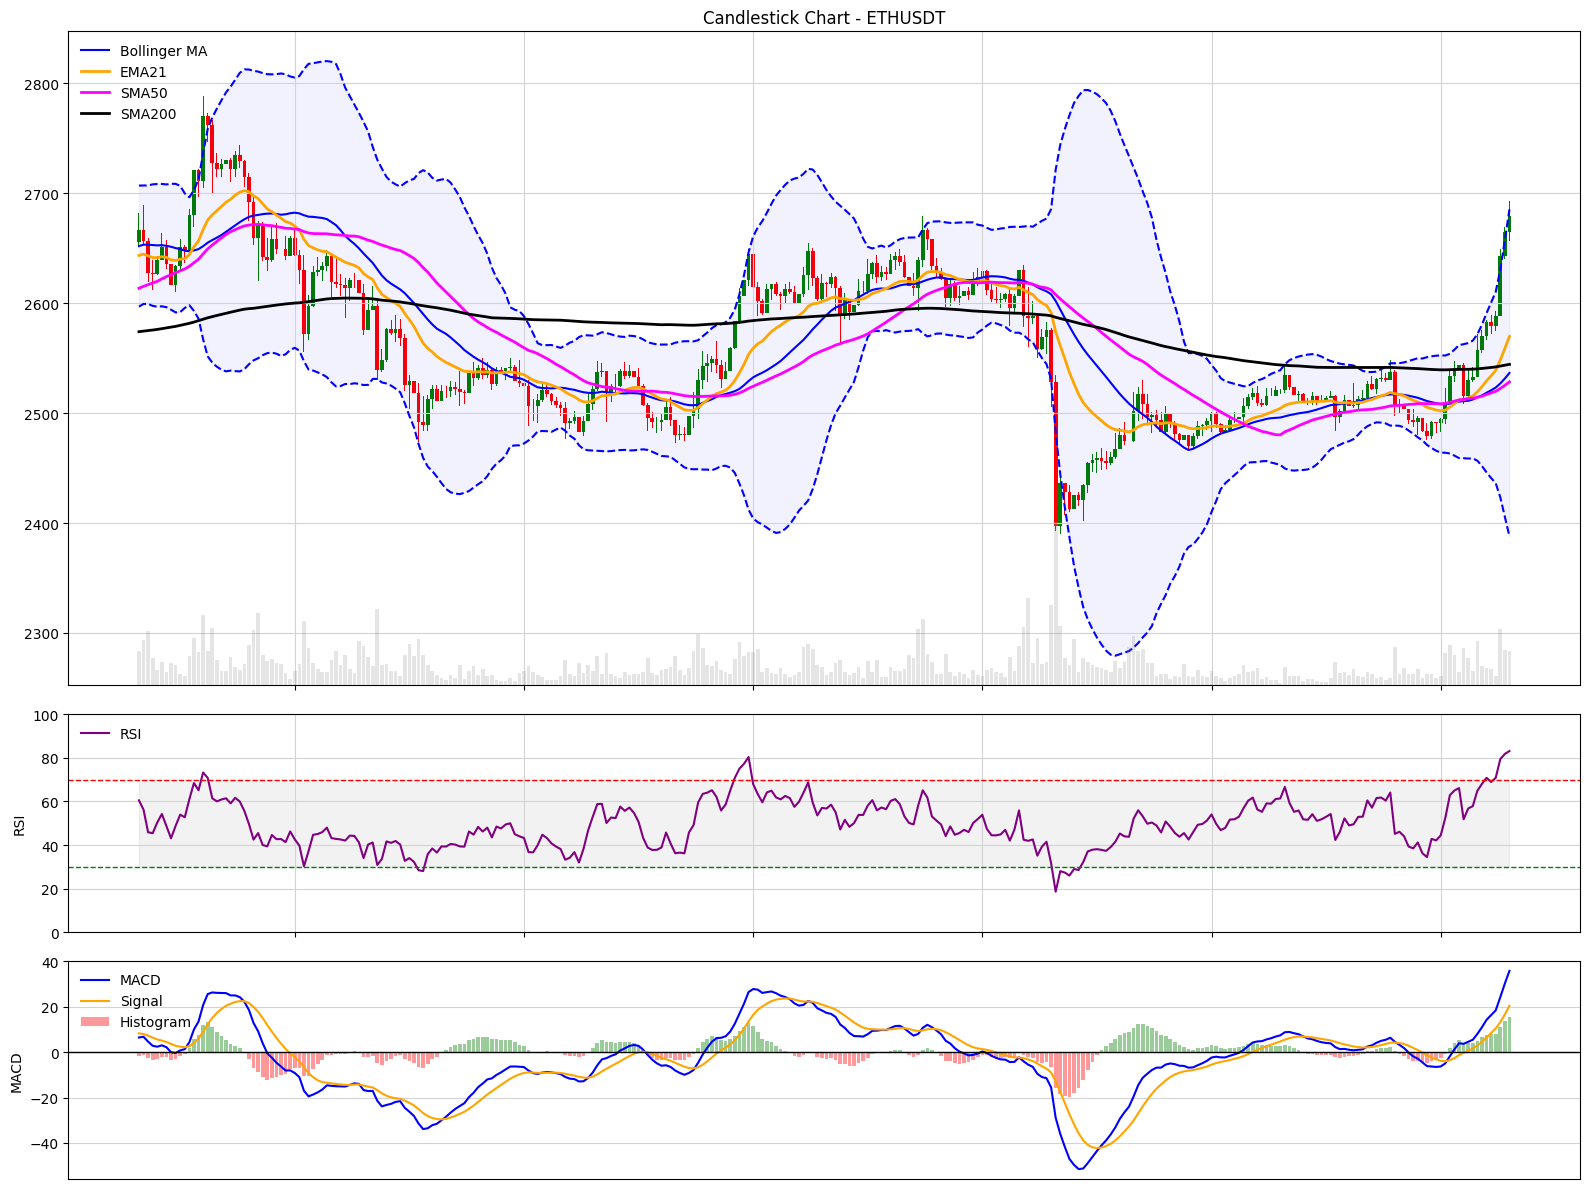 Candlestick Chart - ETHUSDT
Bollinger MA
EMA21
SMA50
SMA200
2800
2700
2600
2500
2400
2300
RSI
100
80
60
40
20
0
RSI
MACD
Signal
Histogram
40
20
0
−20
−40
MACD